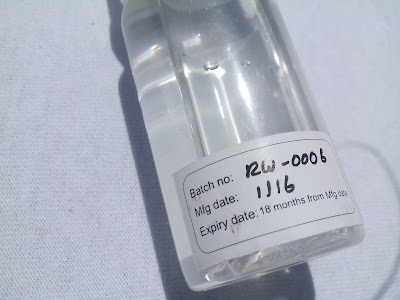 Batch no: RW-0006
Mfg date: 1116
Expiry date: 18 months from Mfg date